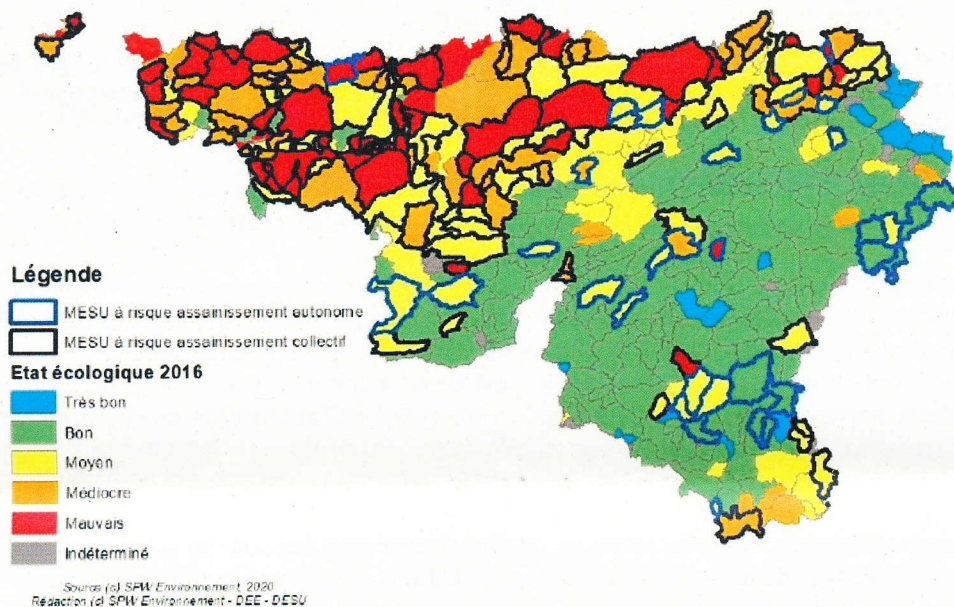 Légende
MESU à risque assainissement autonome
MESU à risque assainissement collectif
Etat écologique 2016
Très bon
Bon
Moyen
Médiocre
Mauvais
Indéterminé
Source (c) SPW Environnement, 2020
Rédaction (c) SPW Environnement - DEE - DESU